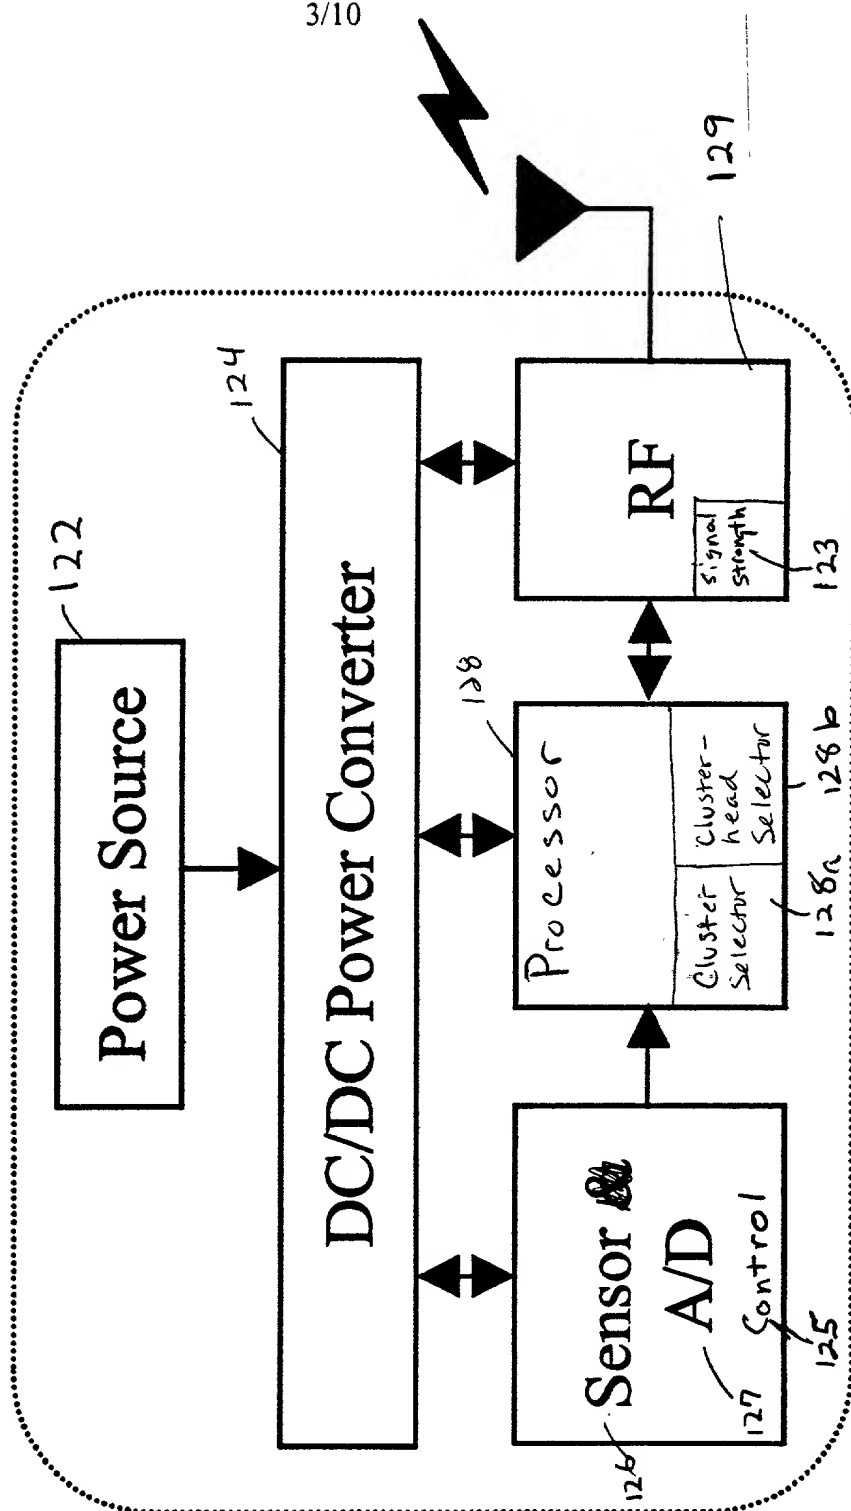 3/10
122
Power Source
124
DC/DC Power Converter
126
Sensor
A/D
127
Control
125
128
Processor
Cluster
Selector
128a
Cluster-
head
Selector
128b
RF
signal
strength
123
129